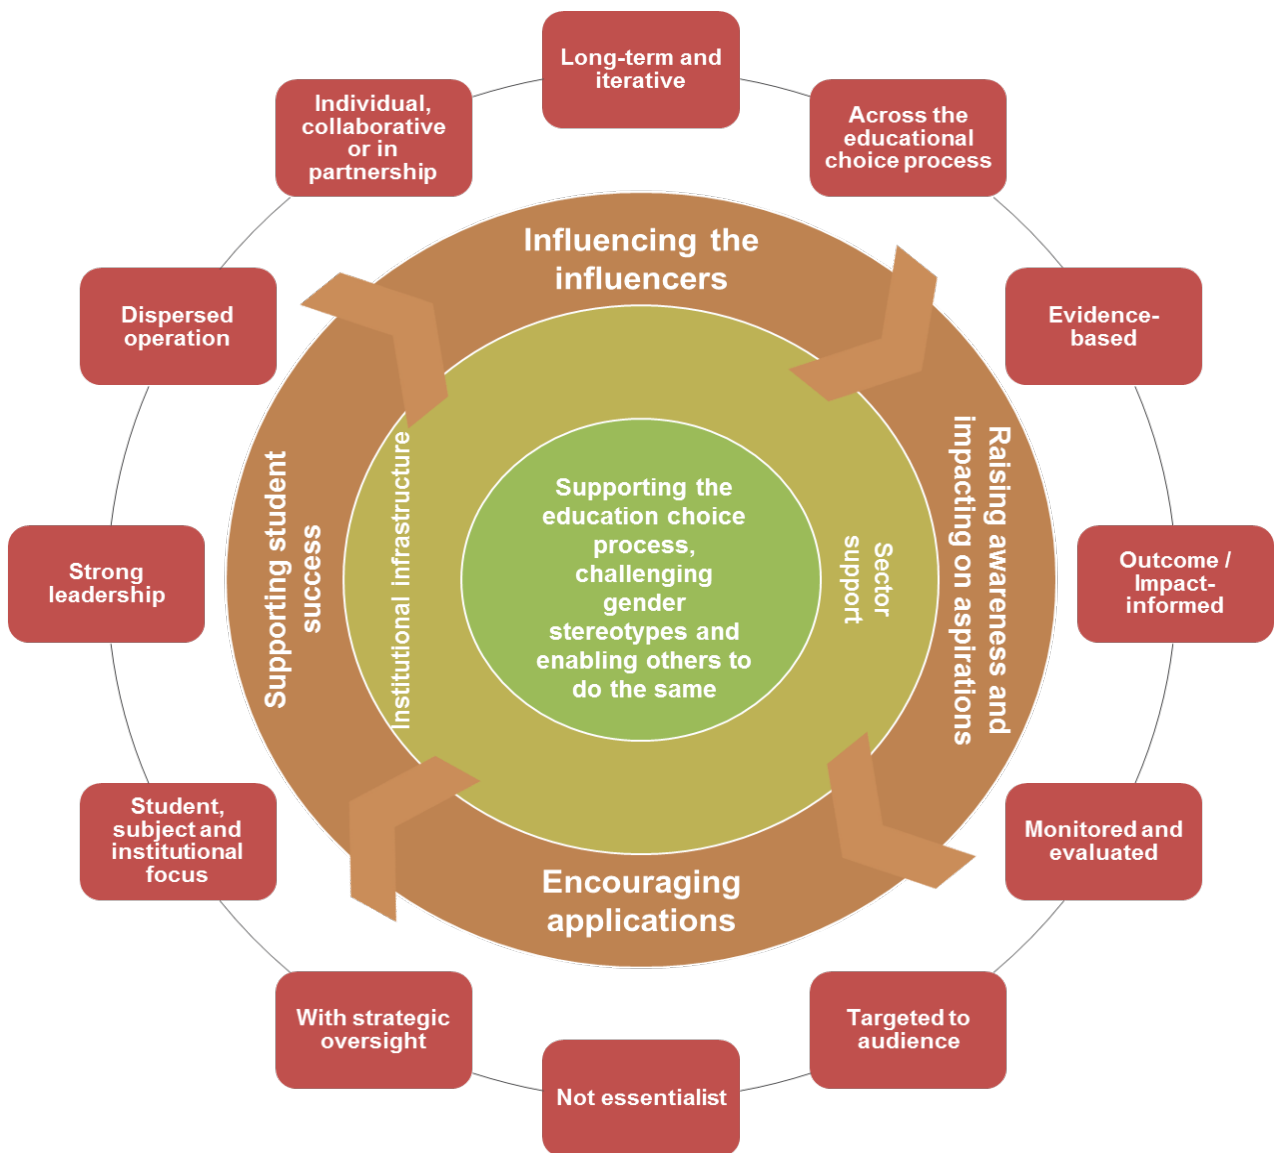 Long-term and
iterative
Across the
educational
choice process
Evidence-
based
Outcome /
Impact-
informed
Monitored and
evaluated
Targeted to
audience
Not essentialist
With strategic
oversight
Student,
subject and
institutional
focus
Strong
leadership
Dispersed
operation
Individual,
collaborative
or in
partnership
Influencing the
influencers
Raising awareness and
impacting on aspirations
Encouraging
applications
Supporting student
success
Institutional infrastructure
Sector
support
Supporting the
education choice
process,
challenging
gender
stereotypes and
enabling others to
do the same